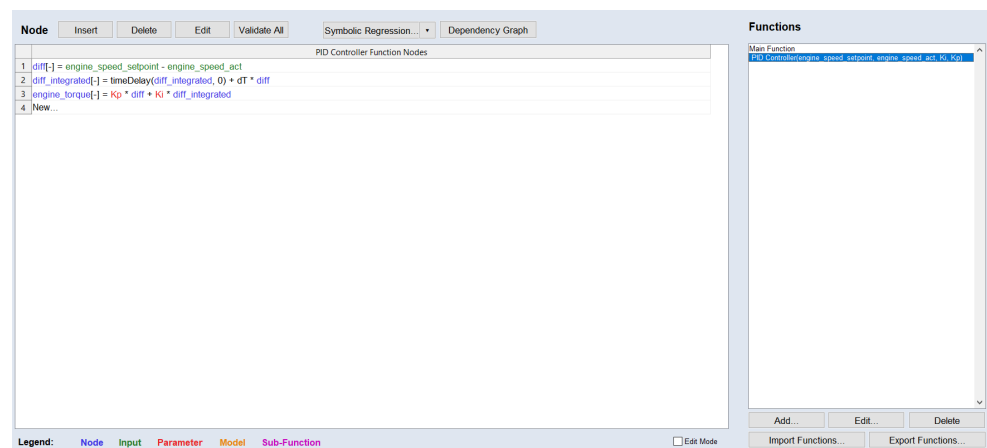 Node Insert Delete Edit Validate All Symbolic Regression... Dependency Graph
PID Controller Function Nodes
1 diff[-] = engine_speed_setpoint - engine_speed_act
2 diff_integrated[-] = timeDelay(diff_integrated, 0) + dT * diff
3 engine_torque[-] = Kp * diff + Ki * diff_integrated
4 New...
Legend: Node Input Parameter Model Sub-Function Edit Mode
Functions
Main Function
PID Controller(engine_speed_setpoint, engine_speed_act, Ki, Kp)
Add... Edit... Delete
Import Functions... Export Functions...